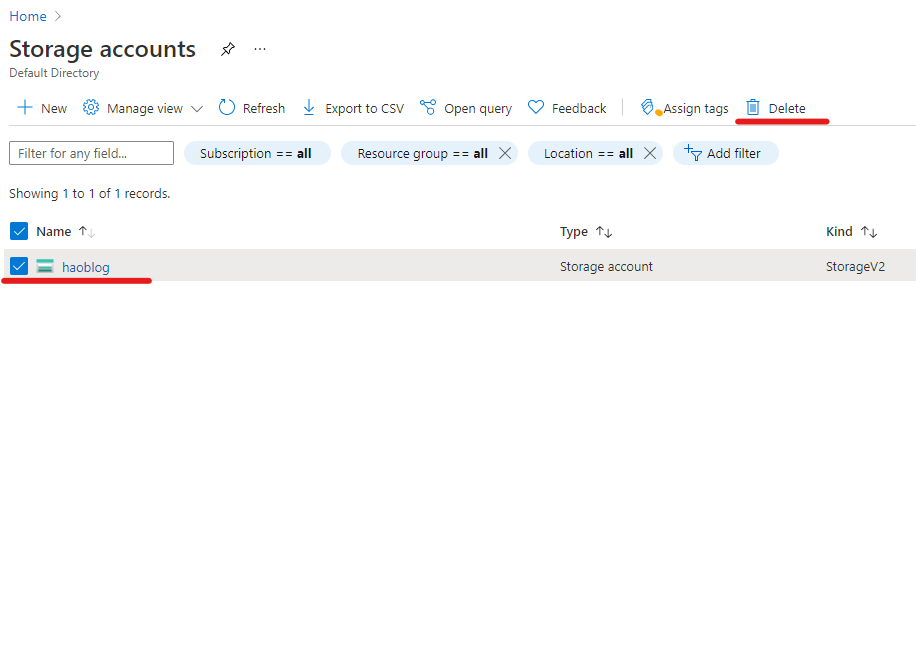 Home
Storage accounts
Default Directory
New Manage view Refresh Export to CSV Open query Feedback Assign tags Delete
Filter for any field... Subscription == all Resource group == all Location == all Add filter
Showing 1 to 1 of 1 records.
Name Type Kind
haoblog Storage account StorageV2